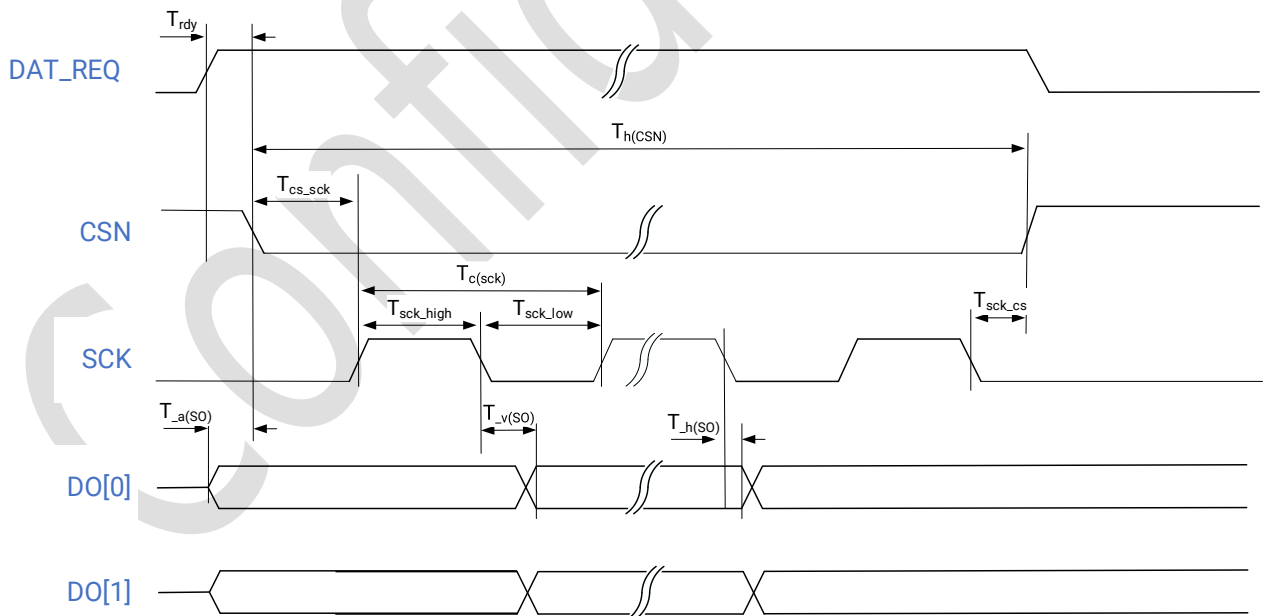 T_rdy
DAT_REQ
T_h(CSN)
T_cs_sck
CSN
T_c(sck)
T_sck_high
T_sck_low
T_sck_cs
SCK
T_a(SO)
T_v(SO)
T_h(SO)
DO[0]
DO[1]
Confid